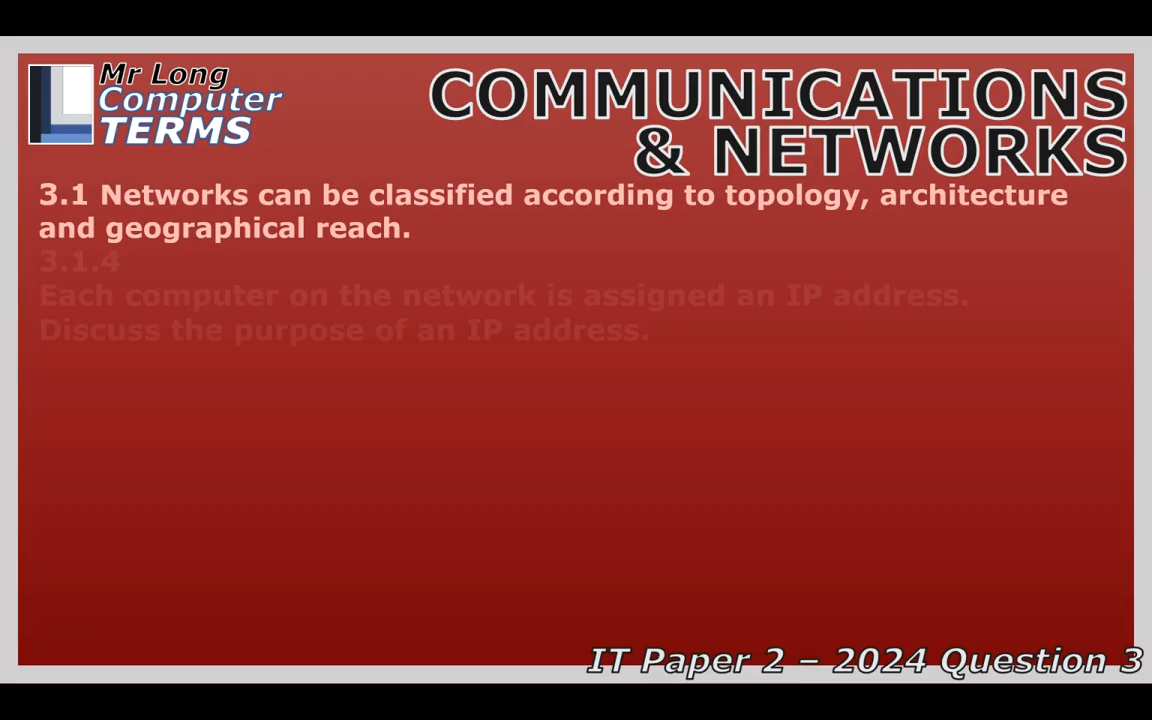 Mr Long
Computer
TERMS
COMMUNICATIONS
& NETWORKS
3.1 Networks can be classified according to topology, architecture
and geographical reach.
3.1.4
Each computer on the network is assigned an IP address.
Discuss the purpose of an IP address.
IT Paper 2 – 2024 Question 3